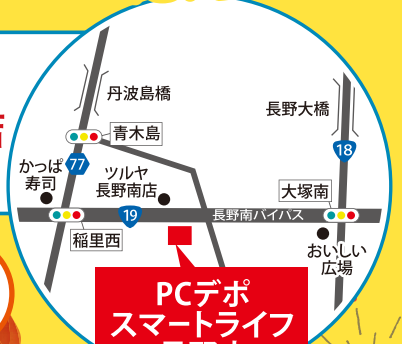 丹波島橋
長野大橋
青木島
77
18
かっぱ
寿司
ツルヤ
長野南店
大塚南
19
長野南バイパス
稲里西
おいしい
広場
PCデポ
スマートライフ